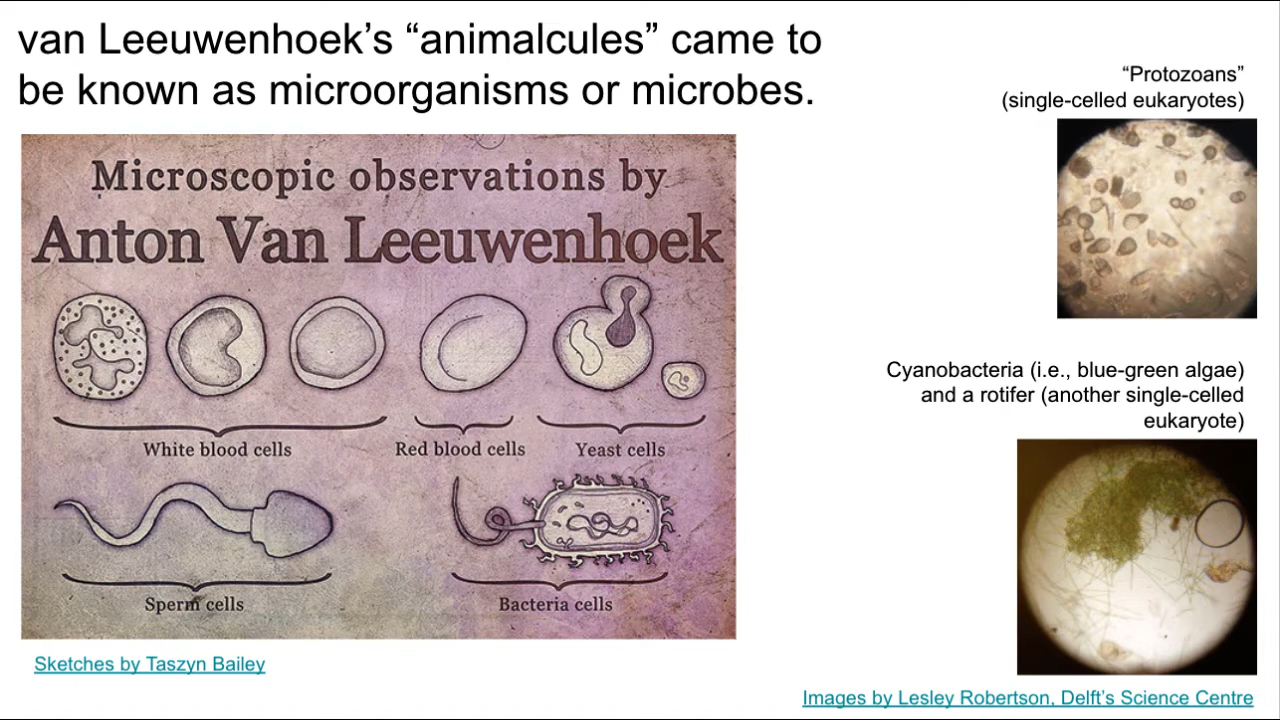 van Leeuwenhoek’s “animalcules” came to
be known as microorganisms or microbes.
“Protozoans”
(single-celled eukaryotes)
Microscopic observations by
Anton Van Leeuwenhoek
White blood cells
Red blood cells
Yeast cells
Sperm cells
Bacteria cells
Cyanobacteria (i.e., blue-green algae)
and a rotifer (another single-celled
eukaryote)
Sketches by Taszyn Bailey
Images by Lesley Robertson, Delft’s Science Centre